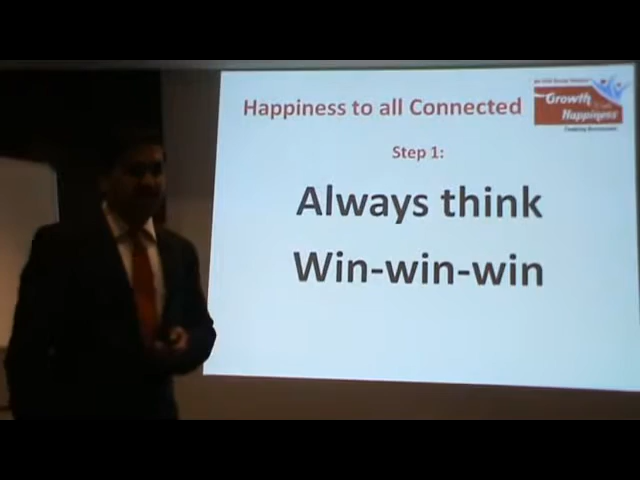 Happiness to all Connected
Growth
Happiness
Step 1:
Always think
Win-win-win